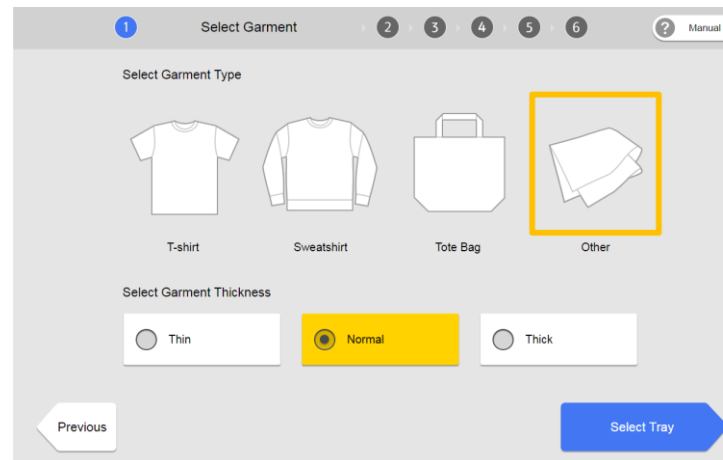 1 Select Garment 2 3 4 5 6 ? Manual
Select Garment Type
T-shirt Sweatshirt Tote Bag Other
Select Garment Thickness
Thin Normal Thick
Previous Select Tray